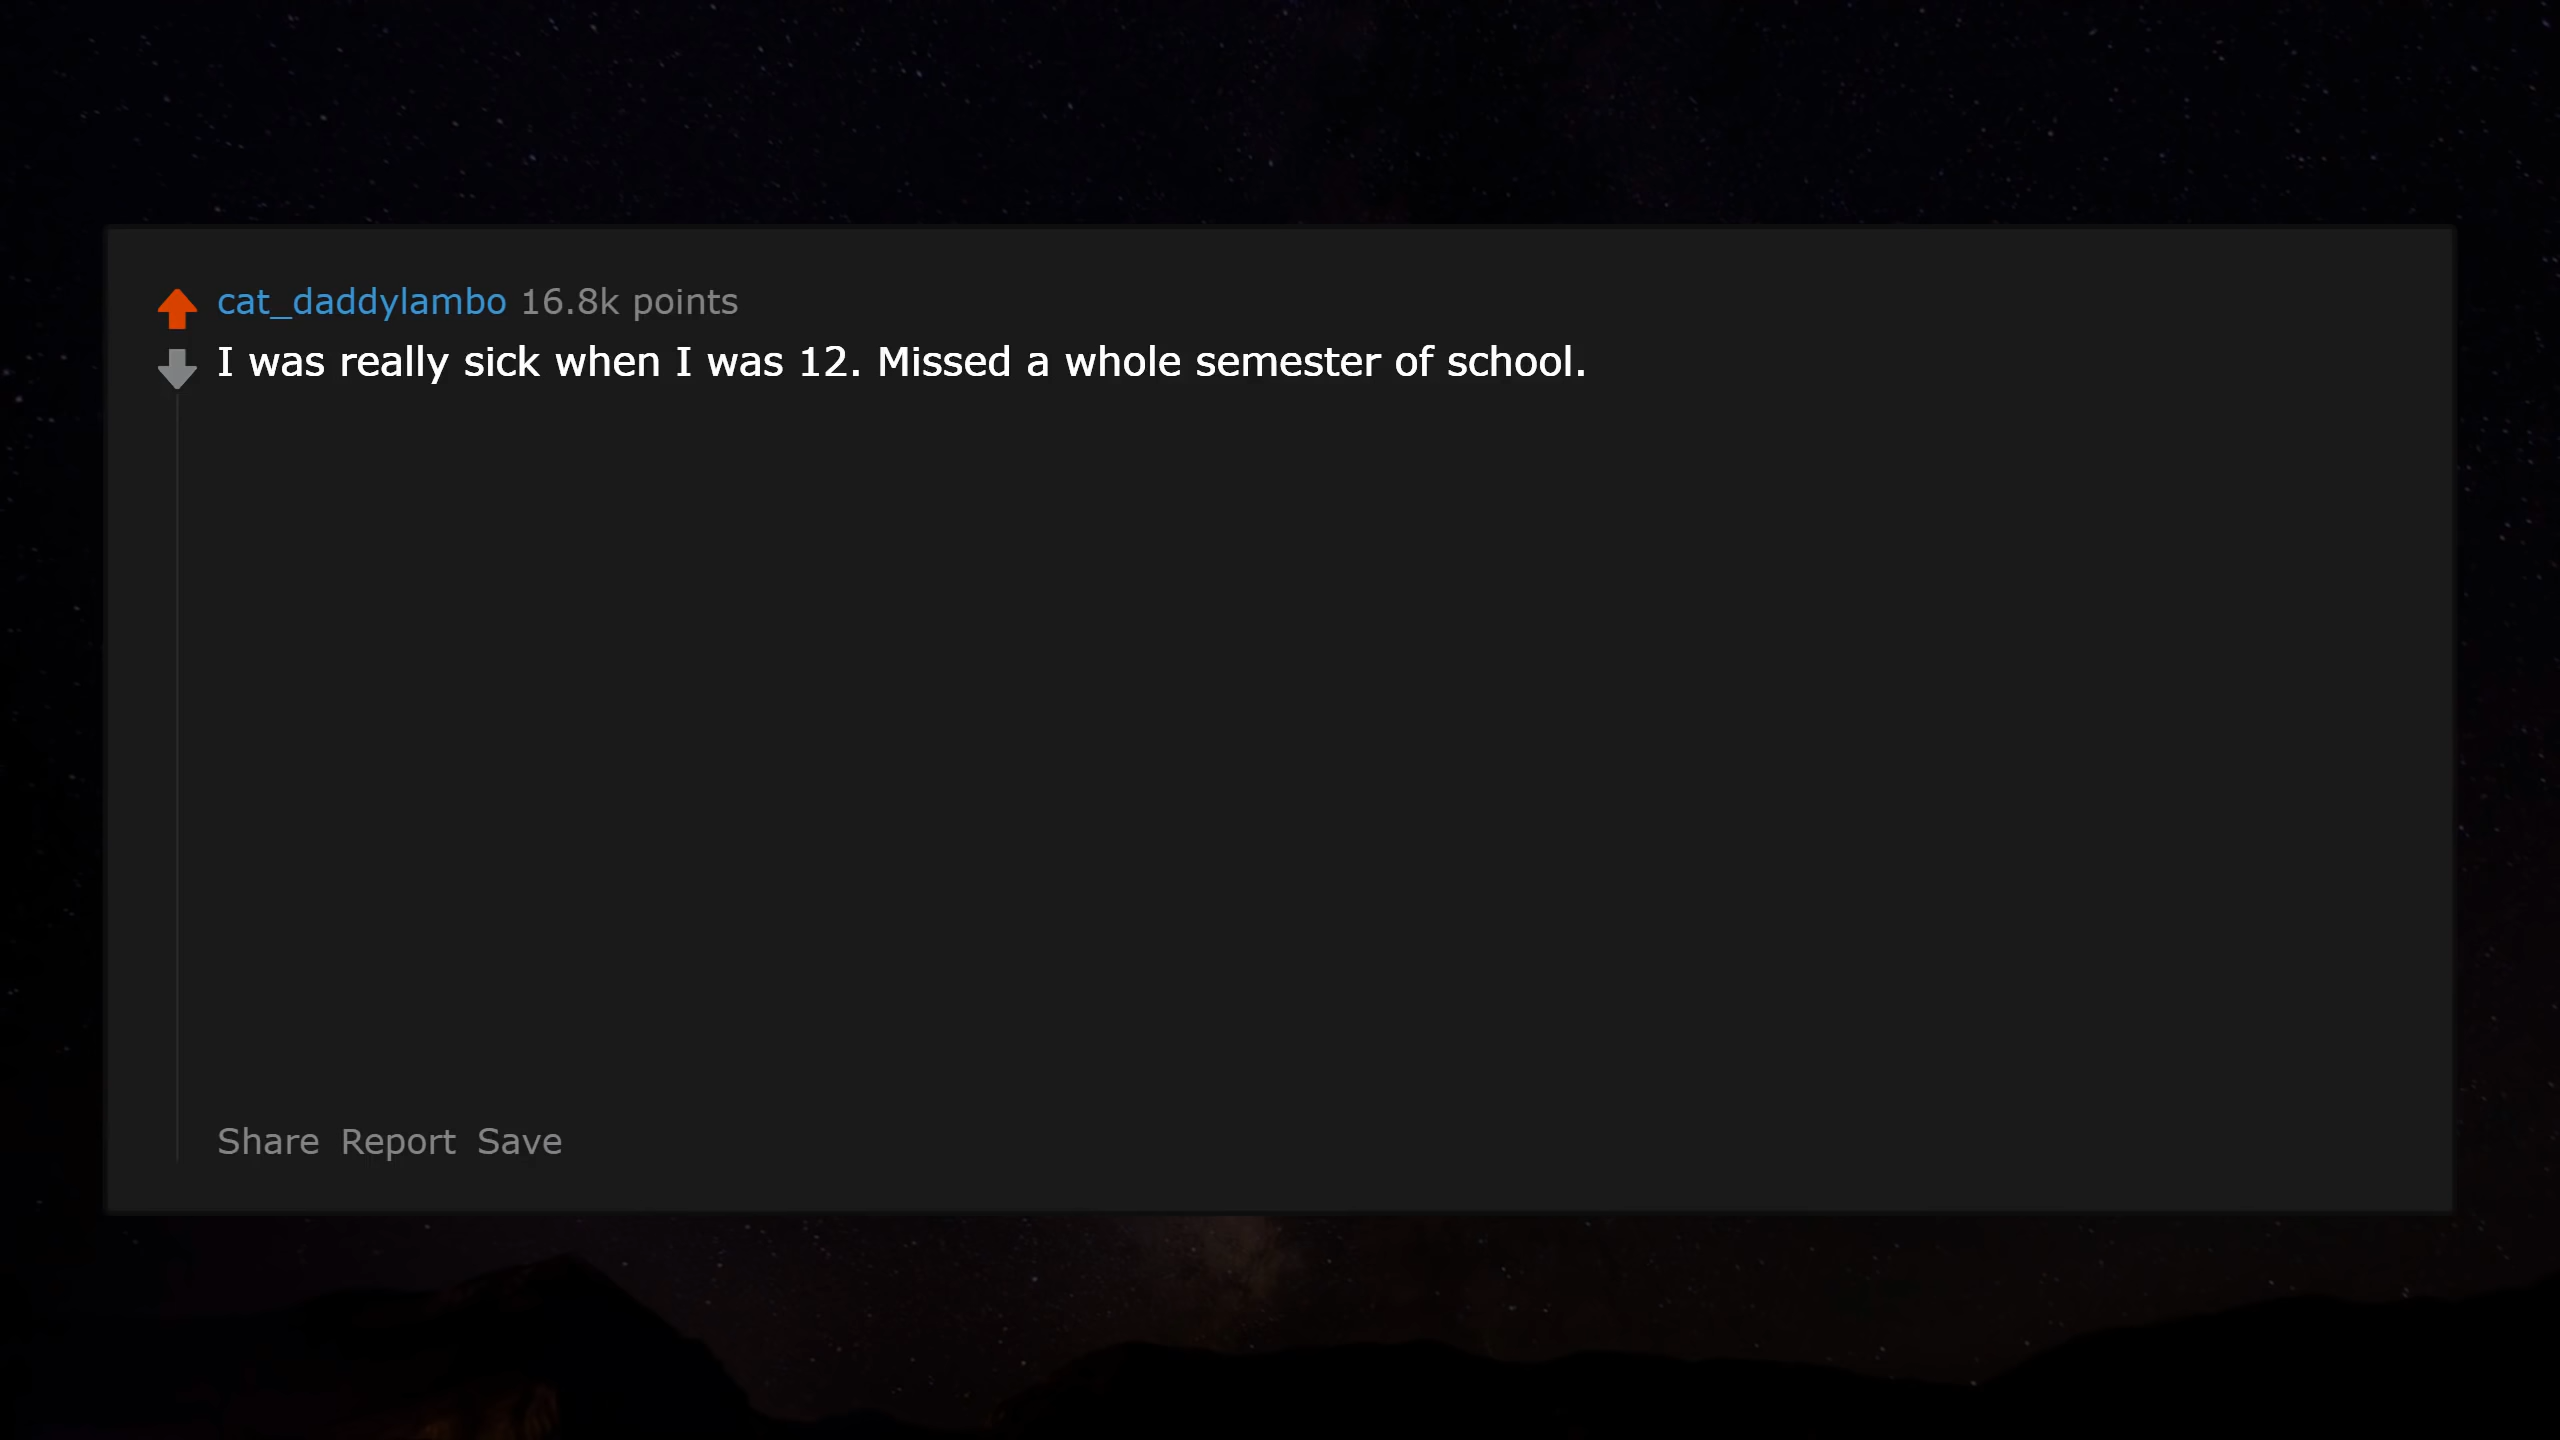 cat_daddylambo 16.8k points
I was really sick when I was 12. Missed a whole semester of school.
Share Report Save